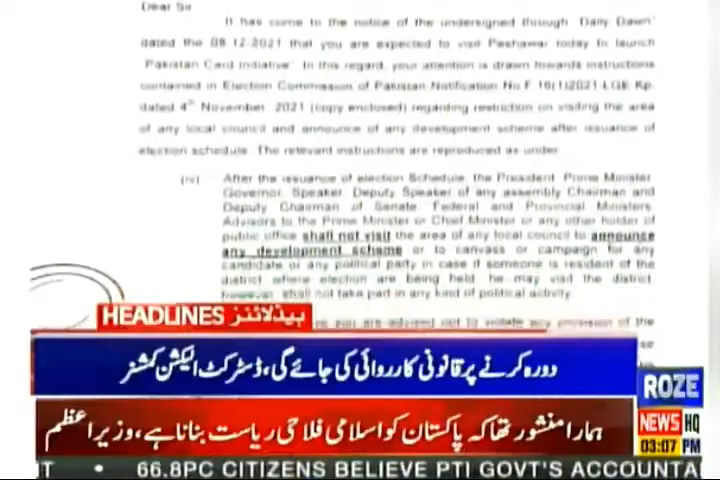 Dear Sir
It has come to the notice of the undersigned through 'Daily Dawn'
dated the 08-12-2021 that you are expected to visit Peshawar today to launch
'Pakistan Card Initiative'. In this regard, your attention is drawn towards instructions
contained in Election Commission of Pakistan Notification No.F.16(1)2021-LGE-Kp,
dated 4th November, 2021 (copy enclosed) regarding restriction on visiting the area
of any local council and announce of any development scheme after issuance of
election schedule. The relevant instructions are reproduced as under
(iv) After the issuance of election Schedule, the President, Prime Minister,
Governor, Speaker, Deputy Speaker of any assembly Chairman and
Deputy Chairman of Senate, Federal and Provincial Ministers,
Advisors to the Prime Minister or Chief Minister or any other holder of
public office shall not visit the area of any local council to announce
any development scheme or to canvass or campaign for any
candidate or any political party in case if someone is resident of the
district where election are being held, he may visit the district,
however, shall not take part in any kind of political activity.
you are advised not to violate any provision of the
HEADLINES ہیڈلائنز
دورہ کرنے پر قانونی کارروائی کی جائے گی، ڈسٹرکٹ الیکشن کمشنر
ہمارا منشور تھا کہ پاکستان کو اسلامی فلاحی ریاست بنانا ہے، وزیراعظم
ROZE
NEWS HQ
03:07 PM
T • 66.8PC CITIZENS BELIEVE PTI GOVT'S ACCOUNTA